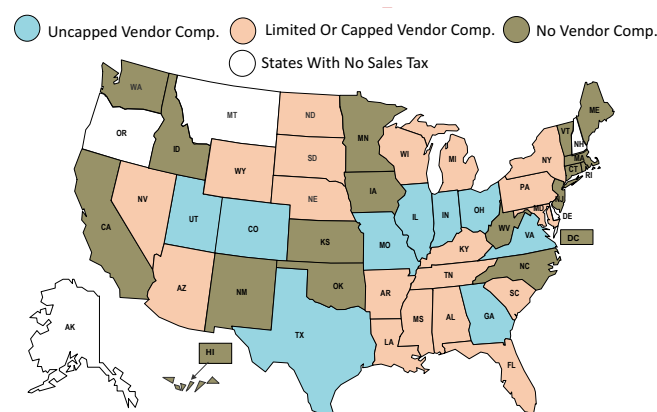 Uncapped Vendor Comp.
Limited Or Capped Vendor Comp.
No Vendor Comp.
States With No Sales Tax
WA
MT
ND
MN
ME
VT
NH
OR
ID
SD
WI
MI
NY
MA
CT
RI
WY
IA
PA
NJ
NV
NE
IL
IN
OH
MD
DE
UT
CO
CA
KS
MO
WV
VA
DC
KY
NC
TN
AZ
NM
OK
AR
SC
MS
AL
GA
TX
LA
AK
HI
FL